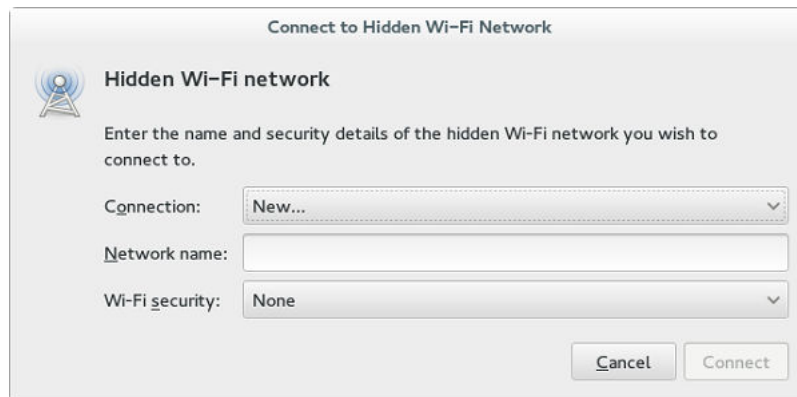 Connect to Hidden Wi-Fi Network
Hidden Wi-Fi network
Enter the name and security details of the hidden Wi-Fi network you wish to
connect to.
Connection: New...
Network name:
Wi-Fi security: None
Cancel Connect